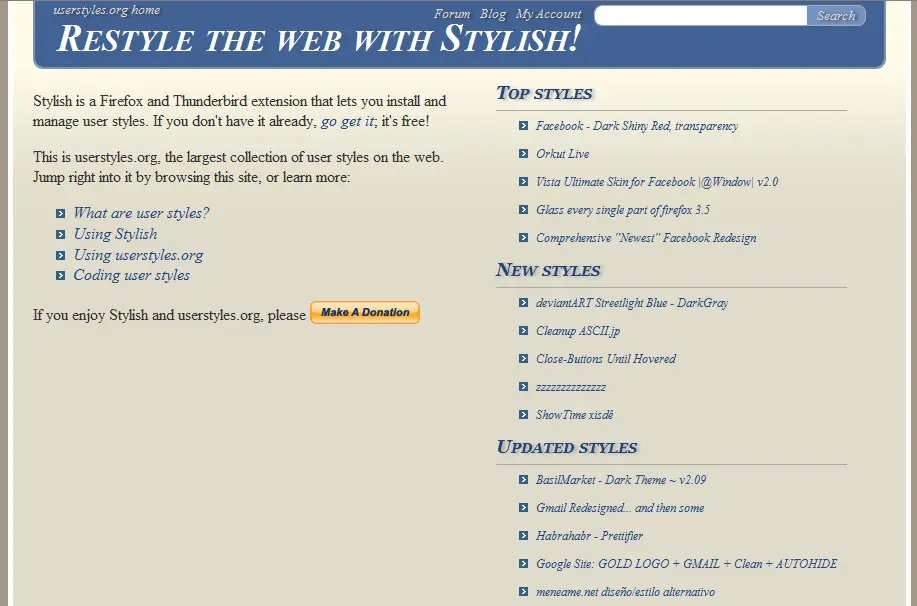 userstyles.org home
Forum Blog My Account
Search
Restyle the web with Stylish!
Stylish is a Firefox and Thunderbird extension that lets you install and
manage user styles. If you don't have it already, go get it; it's free!
This is userstyles.org, the largest collection of user styles on the web.
Jump right into it by browsing this site, or learn more:
What are user styles?
Using Stylish
Using userstyles.org
Coding user styles
If you enjoy Stylish and userstyles.org, please Make A Donation
Top styles
Facebook - Dark Shiny Red, transparency
Orkut Live
Vista Ultimate Skin for Facebook |@Window| v2.0
Glass every single part of firefox 3.5
Comprehensive "Newest" Facebook Redesign
New styles
deviantART Streetlight Blue - DarkGray
Cleanup ASCII.jp
Close-Buttons Until Hovered
zzzzzzzzzzzzzz
ShowTime xisdê
Updated styles
BasilMarket - Dark Theme ~ v2.09
Gmail Redesigned... and then some
Habrahabr - Prettifier
Google Site: GOLD LOGO + GMAIL + Clean + AUTOHIDE
meneame.net diseño/estilo alternativo